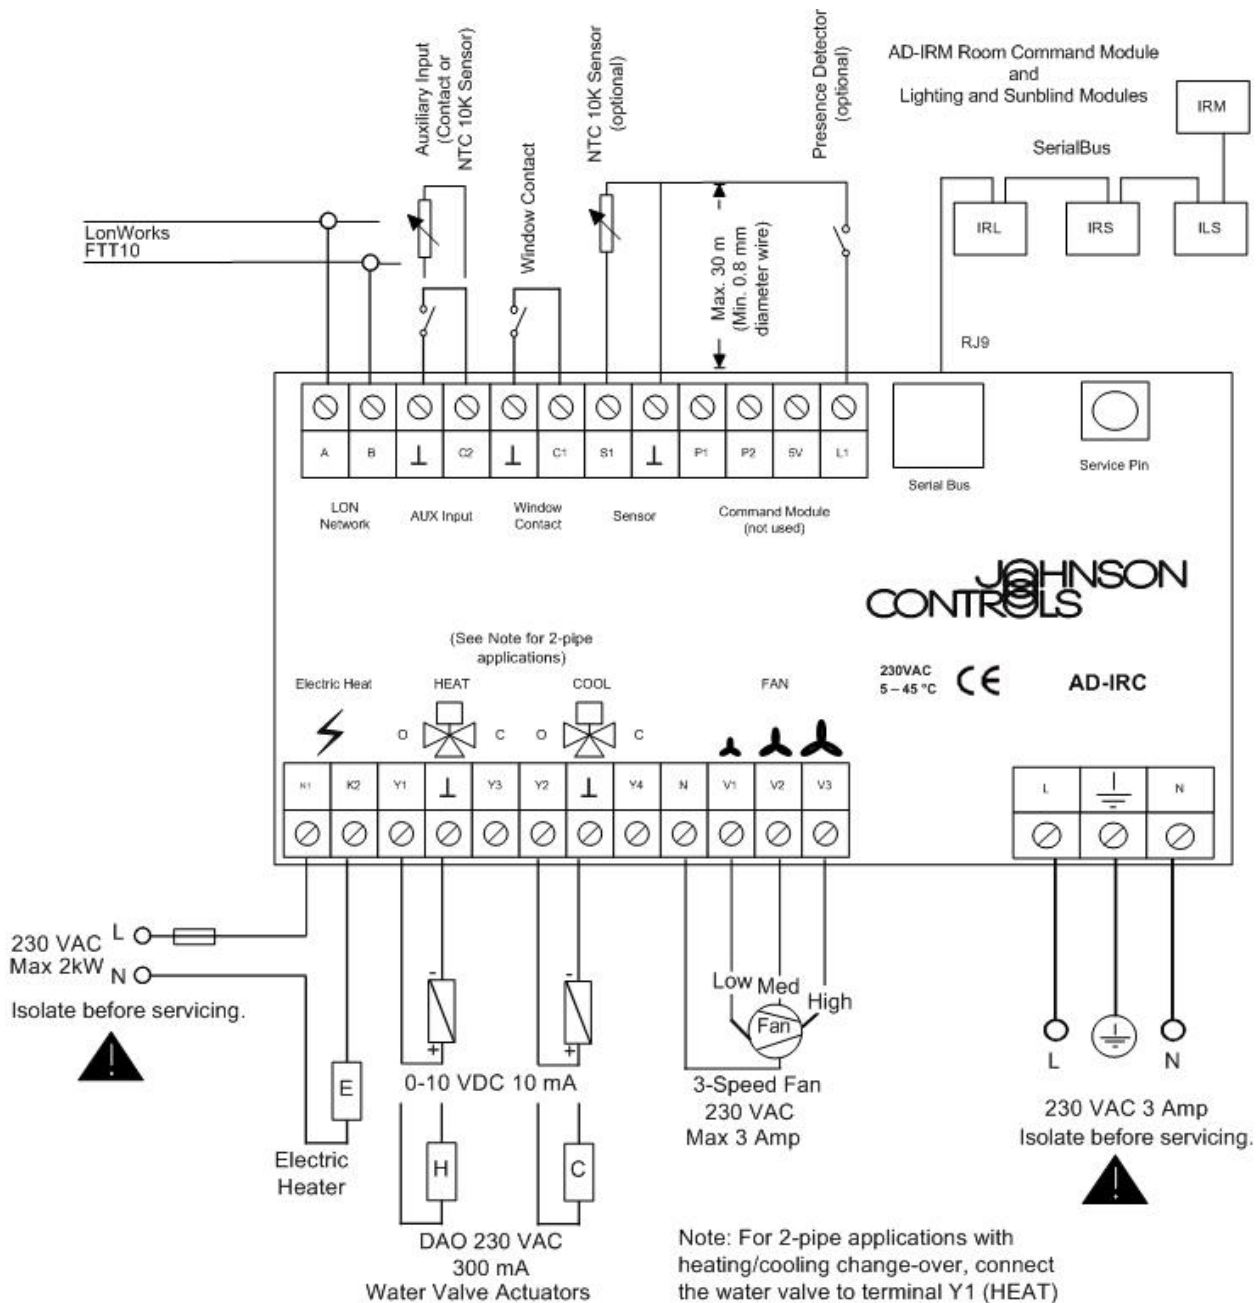 Auxiliary Input
(Contact or
NTC 10K Sensor)
Window Contact
NTC 10K Sensor
(optional)
Presence Detector
(optional)
AD-IRM Room Command Module
and
Lighting and Sunblind Modules
IRM
SerialBus
IRL
IRS
ILS
LonWorks
FTT10
Max. 30 m
(Min. 0.8 mm
diameter wire)
RJ9
A
B
⊥
C2
⊥
C1
S1
⊥
P1
P2
5V
L1
LON
Network
AUX Input
Window
Contact
Sensor
Command Module
(not used)
Serial Bus
Service Pin
JOHNSON
CONTROLS
(See Note for 2-pipe
applications)
230VAC
5 – 45 °C
CE
AD-IRC
Electric Heat
HEAT
COOL
FAN
O
C
O
C
K1
K2
Y1
⊥
Y3
Y2
⊥
Y4
N
V1
V2
V3
L
N
230 VAC
Max 2kW
L
N
Isolate before servicing.
!
-
+
-
+
0-10 VDC 10 mA
E
Electric
Heater
H
C
DAO 230 VAC
300 mA
Water Valve Actuators
Low
Med
High
Fan
3-Speed Fan
230 VAC
Max 3 Amp
L
N
230 VAC 3 Amp
Isolate before servicing.
!
Note: For 2-pipe applications with
heating/cooling change-over, connect
the water valve to terminal Y1 (HEAT)